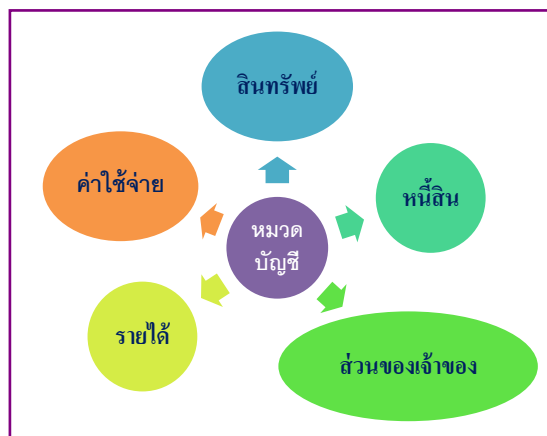 สินทรัพย์
ค่าใช้จ่าย
หนี้สิน
หมวด
บัญชี
รายได้
ส่วนของเจ้าของ